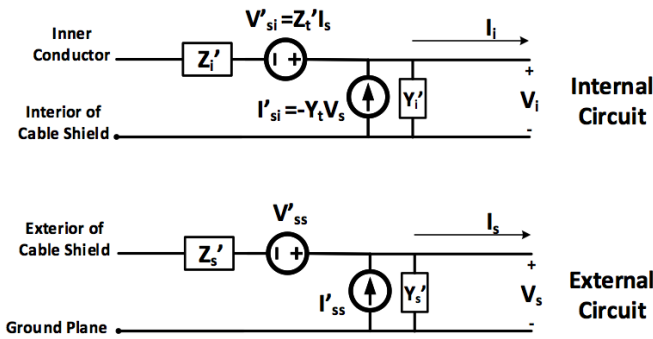 V'si=Zt'Is
Inner
Conductor
Zi'
Ii
+
Vi
-
Internal
Circuit
Yi'
I'si=-YtVs
Interior of
Cable Shield
Exterior of
Cable Shield
V'ss
Zs'
Is
+
Vs
-
External
Circuit
Ys'
I'ss
Ground Plane